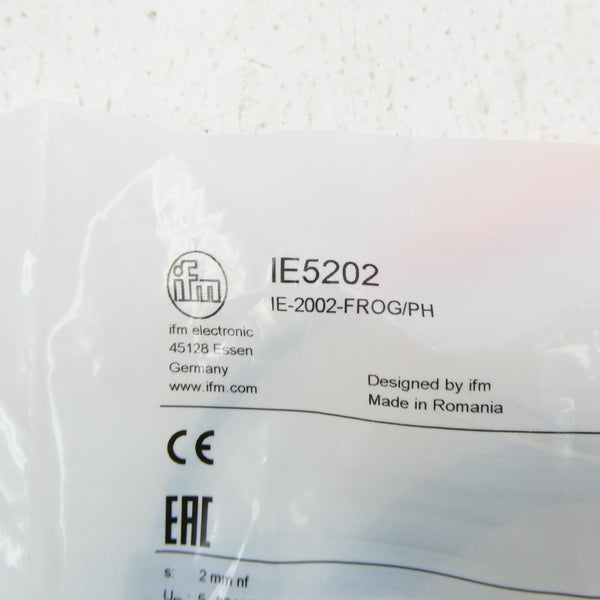 ifm
IE5202
IE-2002-FROG/PH
ifm electronic
45128 Essen
Germany
www.ifm.com
Designed by ifm
Made in Romania
CE
EAC
s: 2 mm nf